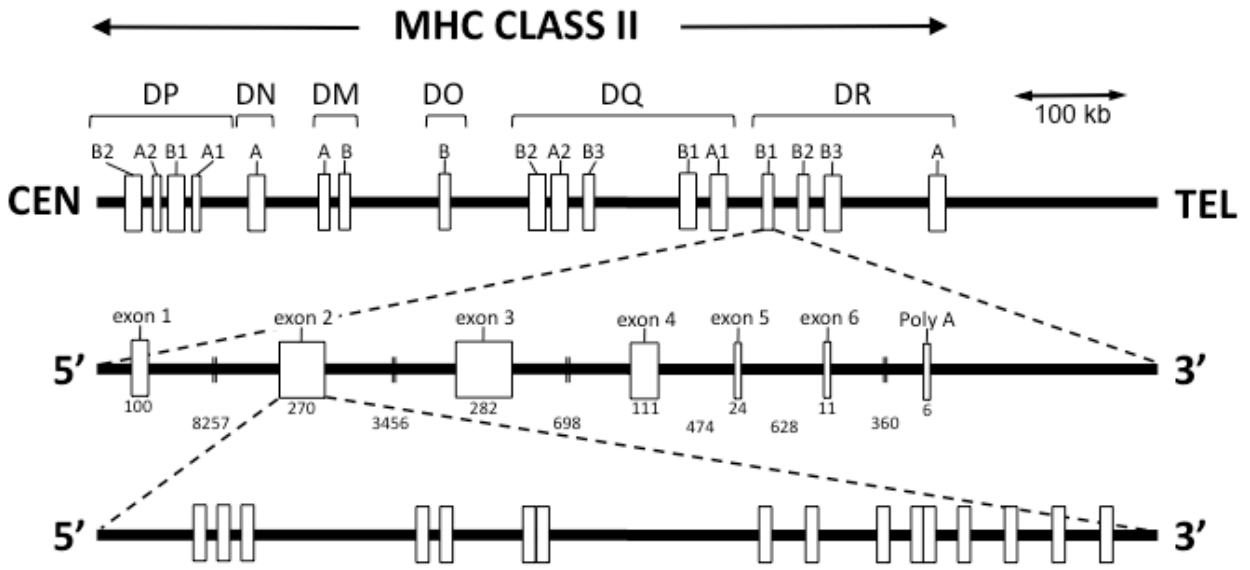 MHC CLASS II
DP DN DM DO DQ DR
100 kb
B2 A2 B1 A1 A A B B B2 A2 B3 B1 A1 B1 B2 B3 A
CEN TEL
exon 1 exon 2 exon 3 exon 4 exon 5 exon 6 Poly A
5’ 3’
100 270 282 111 24 11 6
8257 3456 698 474 628 360
5’ 3’